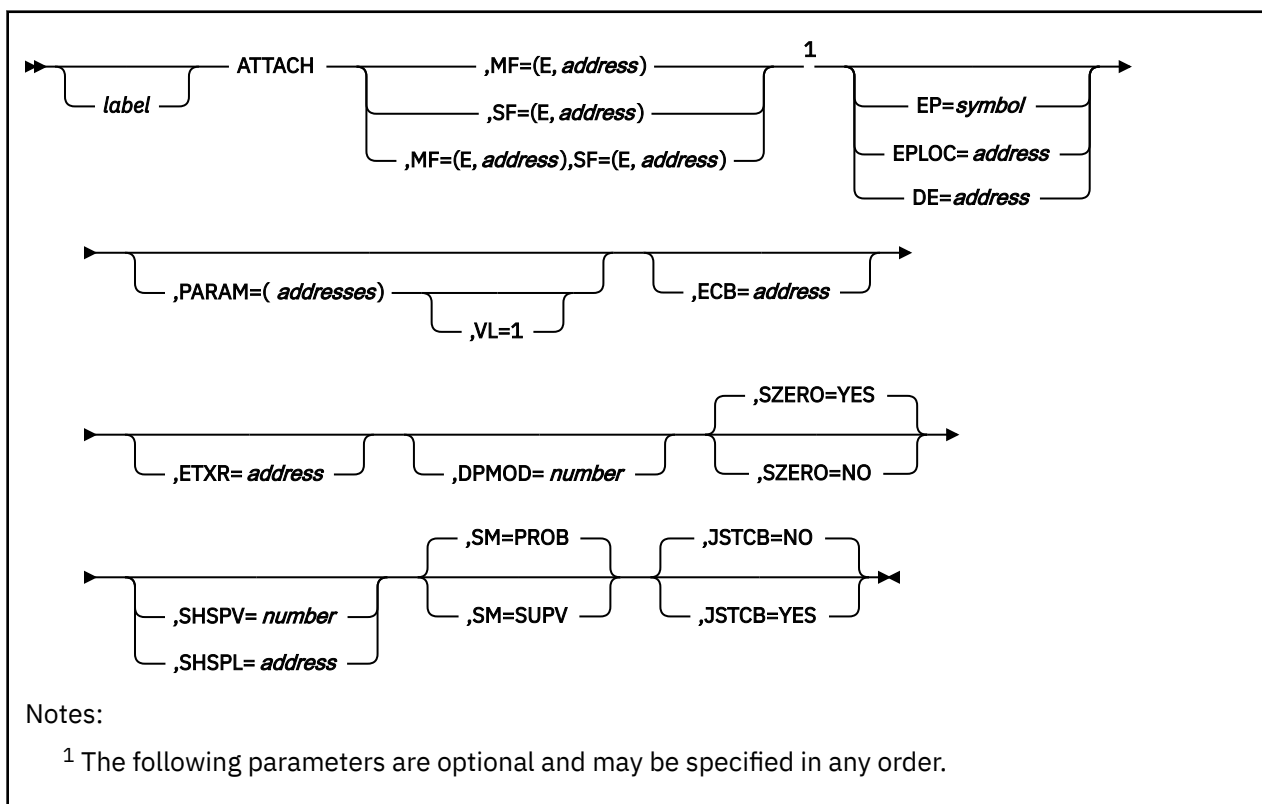 label ATTACH ,MF=(E, address) 1
,SF=(E, address) EP=symbol
,MF=(E, address),SF=(E, address) EPLOC= address
DE=address
,PARAM=( addresses) ,ECB= address
,VL=1
,SZERO=YES
,ETXR= address ,DPMOD= number ,SZERO=NO
,SM=PROB ,JSTCB=NO
,SHSPV= number ,SM=SUPV ,JSTCB=YES
,SHSPL= address
Notes:
1 The following parameters are optional and may be specified in any order.